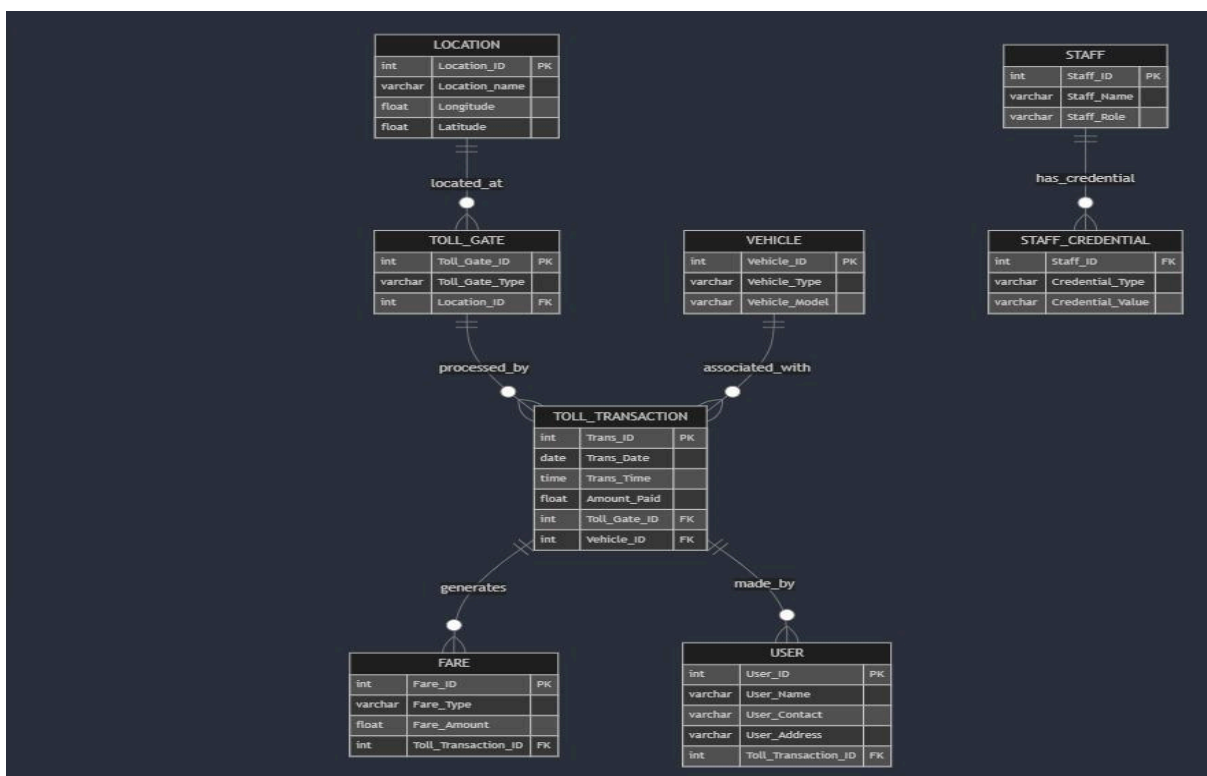 LOCATION
int Location_ID PK
varchar Location_name
float Longitude
float Latitude
located_at
TOLL_GATE
int Toll_Gate_ID PK
varchar Toll_Gate_Type
int Location_ID FK
processed_by
VEHICLE
int Vehicle_ID PK
varchar Vehicle_Type
varchar Vehicle_Model
associated_with
STAFF
int Staff_ID PK
varchar Staff_Name
varchar Staff_Role
has_credential
STAFF_CREDENTIAL
int Staff_ID FK
varchar Credential_Type
varchar Credential_Value
TOLL_TRANSACTION
int Trans_ID PK
date Trans_Date
time Trans_Time
float Amount_Paid
int Toll_Gate_ID FK
int Vehicle_ID FK
generates
made_by
FARE
int Fare_ID PK
varchar Fare_Type
float Fare_Amount
int Toll_Transaction_ID FK
USER
int User_ID PK
varchar User_Name
varchar User_Contact
varchar User_Address
int Toll_Transaction_ID FK